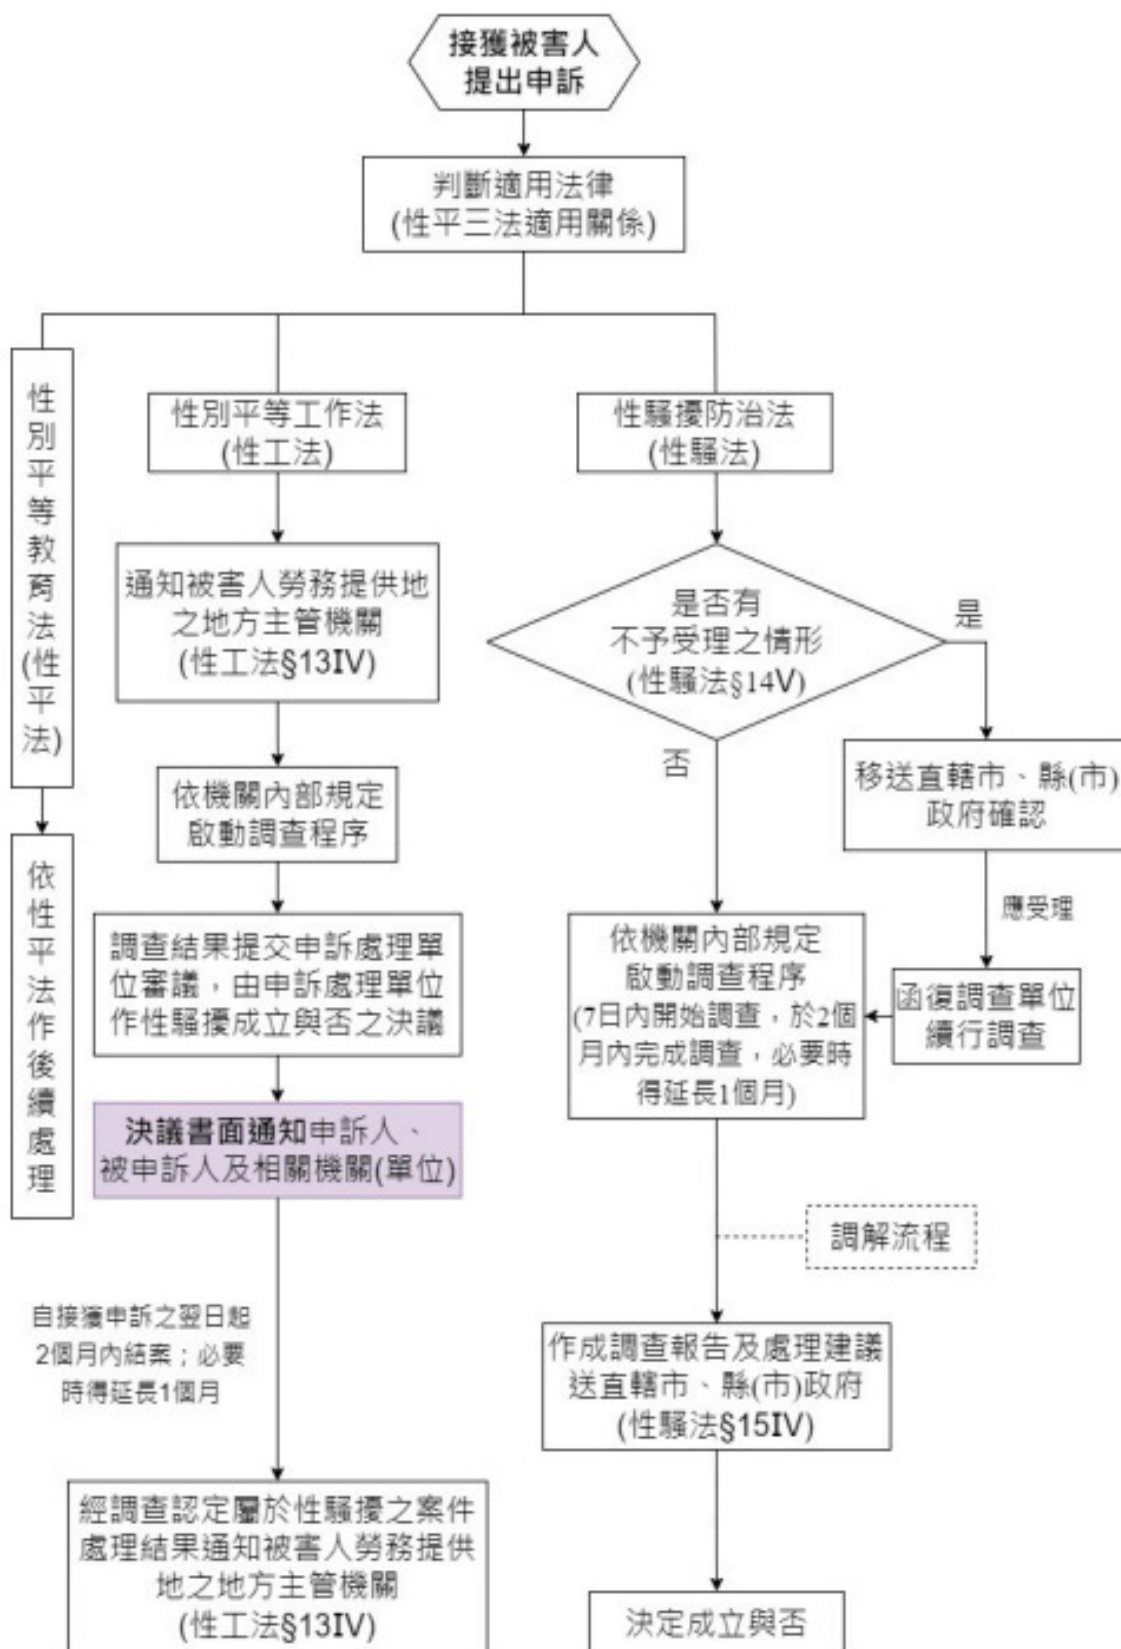 接獲被害人
提出申訴
判斷適用法律
(性平三法適用關係)
性
別
平
等
教
育
法
(性
平
法)
依
性
平
法
作
後
續
處
理
性別平等工作法
(性工法)
通知被害人勞務提供地
之地方主管機關
(性工法§13IV)
依機關內部規定
啟動調查程序
調查結果提交申訴處理單
位審議，由申訴處理單位
作性騷擾成立與否之決議
決議書面通知申訴人、
被申訴人及相關機關(單位)
自接獲申訴之翌日起
2個月內結案；必要
時得延長1個月
經調查認定屬於性騷擾之案件
處理結果通知被害人勞務提供
地之地方主管機關
(性工法§13IV)
性騷擾防治法
(性騷法)
是否有
不予受理之情形
(性騷法§14V)
是
否
移送直轄市、縣(市)
政府確認
應受理
函復調查單位
續行調查
依機關內部規定
啟動調查程序
(7日內開始調查，於2個
月內完成調查，必要時
得延長1個月)
調解流程
作成調查報告及處理建議
送直轄市、縣(市)政府
(性騷法§15IV)
決定成立與否